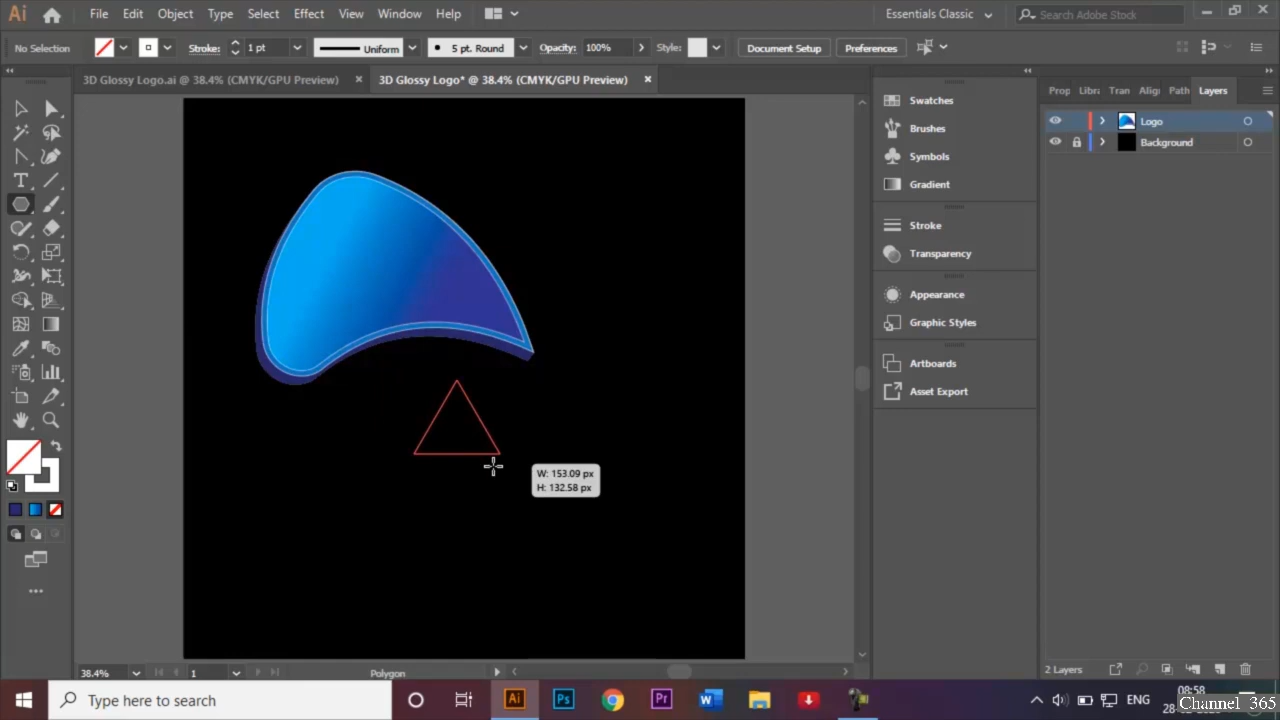 Ai File Edit Object Type Select Effect View Window Help Essentials Classic Search Adobe Stock
No Selection Stroke: 1 pt Uniform 5 pt. Round Opacity: 100% Style: Document Setup Preferences
3D Glossy Logo.ai @ 38.4% (CMYK/GPU Preview) 3D Glossy Logo* @ 38.4% (CMYK/GPU Preview)
Prop Libra Tran Align Path Layers
Swatches
Logo
Brushes
Background
Symbols
Gradient
Stroke
Transparency
Appearance
Graphic Styles
Artboards
Asset Export
W: 153.09 px
H: 132.58 px
38.4% 1 Polygon 2 Layers
Type here to search Ai Ps Pr W ENG 08:58
Channel 365